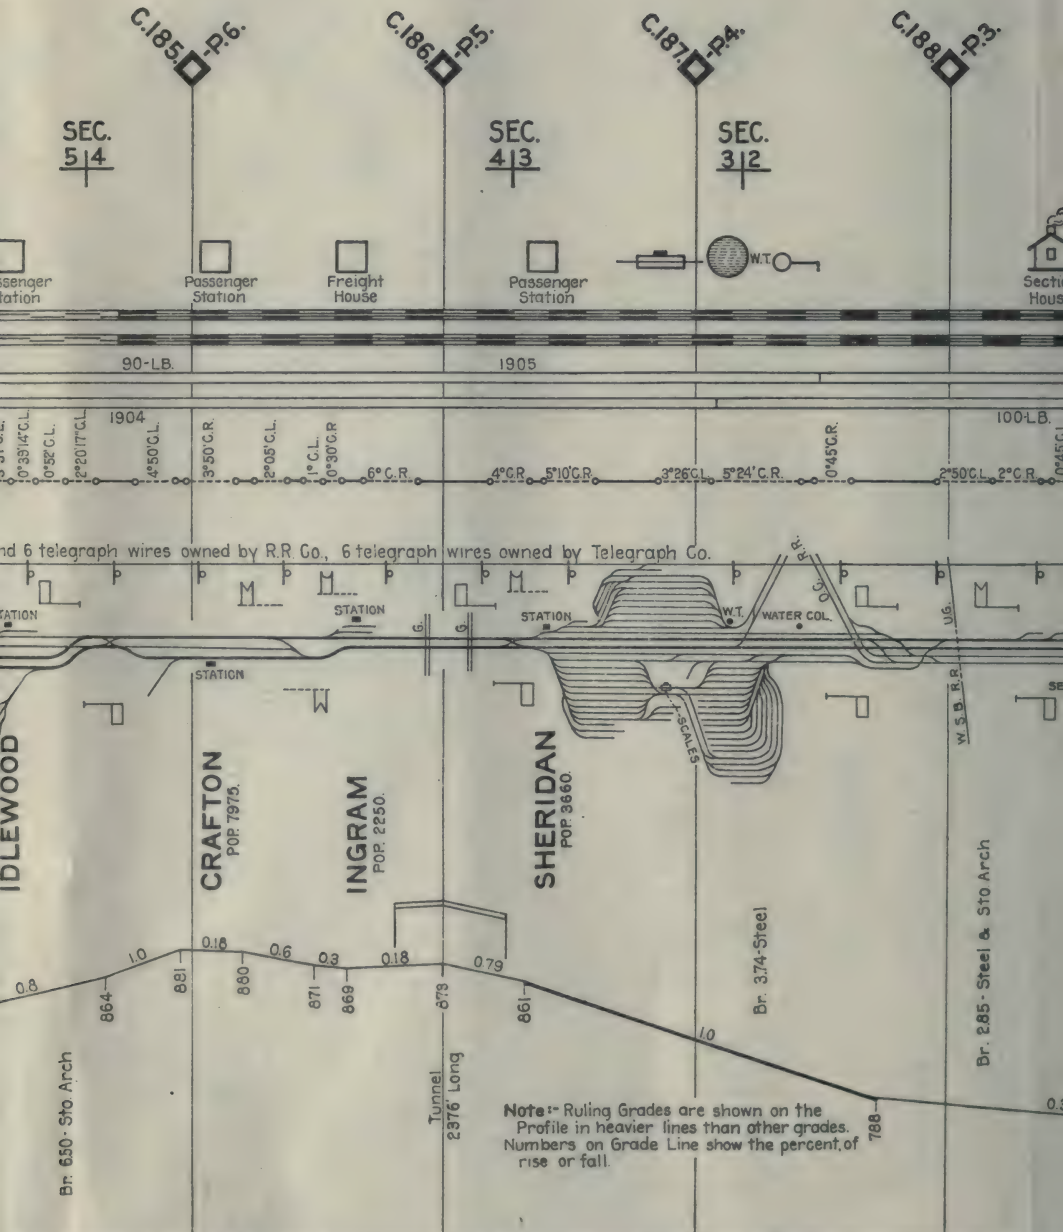 C.185. -P.6.
C.186. -P.5.
C.187. -P.4.
C.188. -P.3.
SEC.
5|4
SEC.
4|3
SEC.
3|2
W.T.
Passenger
Station
Freight
House
Passenger
Station
90-LB.
1905
1904
100-LB.
0°39'14"C.L.
0°52'C.L.
2°20'17"C.L.
4°50'C.L.
3°50'C.R.
2°05'C.L.
1°C.L.
0°30'C.R
6°C.R.
4°C.R.
5°10'C.R.
3°26'C.L.
5°24'C.R.
0°45'C.R.
2°50'C.L.
2°C.R.
0°45'C.L
6 telegraph wires owned by R.R. Co., 6 telegraph wires owned by Telegraph Co.
R.R.
O.C.
STATION
G.
G.
STATION
W.T.
WATER COL.
U.G.
STATION
SCALES
W.S.B. R.R.
IDLEWOOD
CRAFTON
POP. 7975.
INGRAM
POP. 2250.
SHERIDAN
POP. 3660.
0.8
1.0
0.18
0.6
0.3
0.18
0.79
1.0
864
881
880
871
869
873
861
788
Br. 6.50 - Sto. Arch
Tunnel
2376' Long
Br. 3.74-Steel
Br. 2.85 - Steel & Sto Arch
Note:- Ruling Grades are shown on the
Profile in heavier lines than other grades.
Numbers on Grade Line show the percent, of
rise or fall.